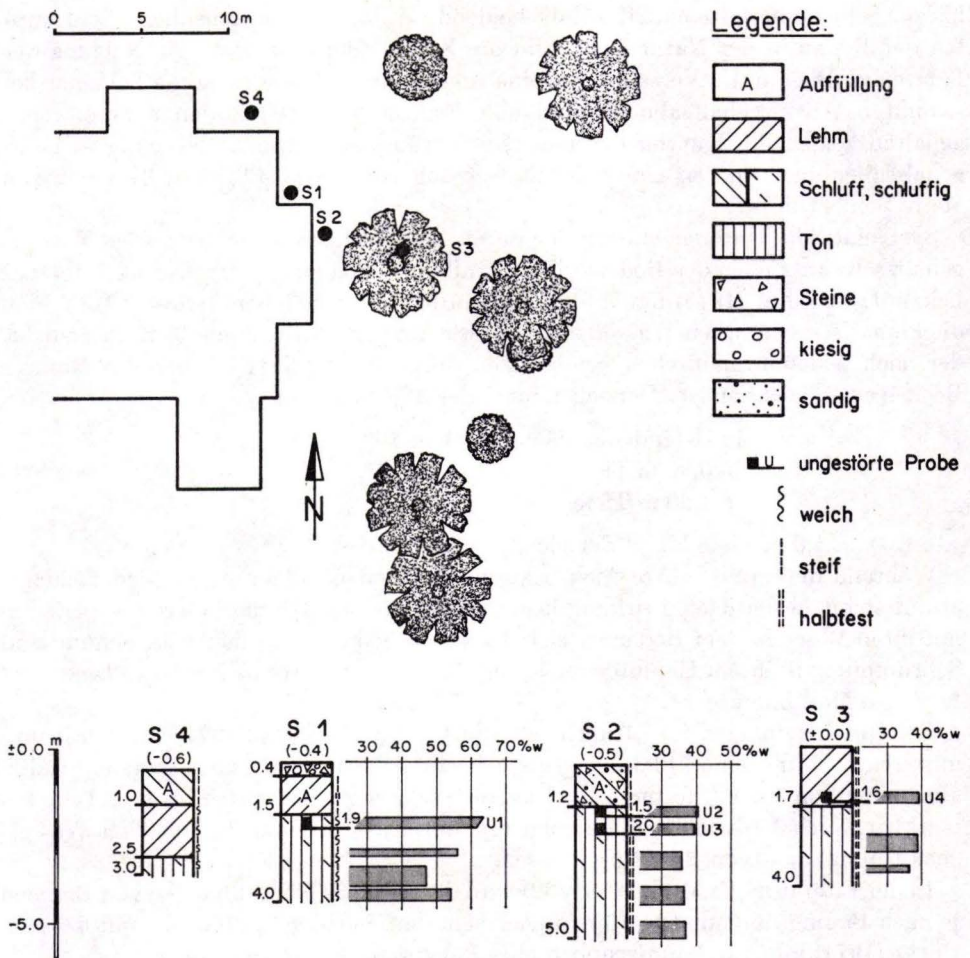 0 5 10m
Legende:
S4
A Auffüllung
Lehm
S1
Schluff, schluffig
S2
S3
Ton
Steine
kiesig
sandig
U ungestörte Probe
N
weich
steif
halbfest
S 4
(-0.6)
S 1
(-0.4)
30 40 50 60 70%w
S 2
(-0.5)
30 40 50%w
S 3
(±0.0)
30 40%w
±0.0 m
-5.0
A
1.0
2.5
3.0
0.4
A
1.5
4.0
1.9
U1
A
1.2
5.0
1.5
U2
2.0
U3
1.7
4.0
1.6
U4